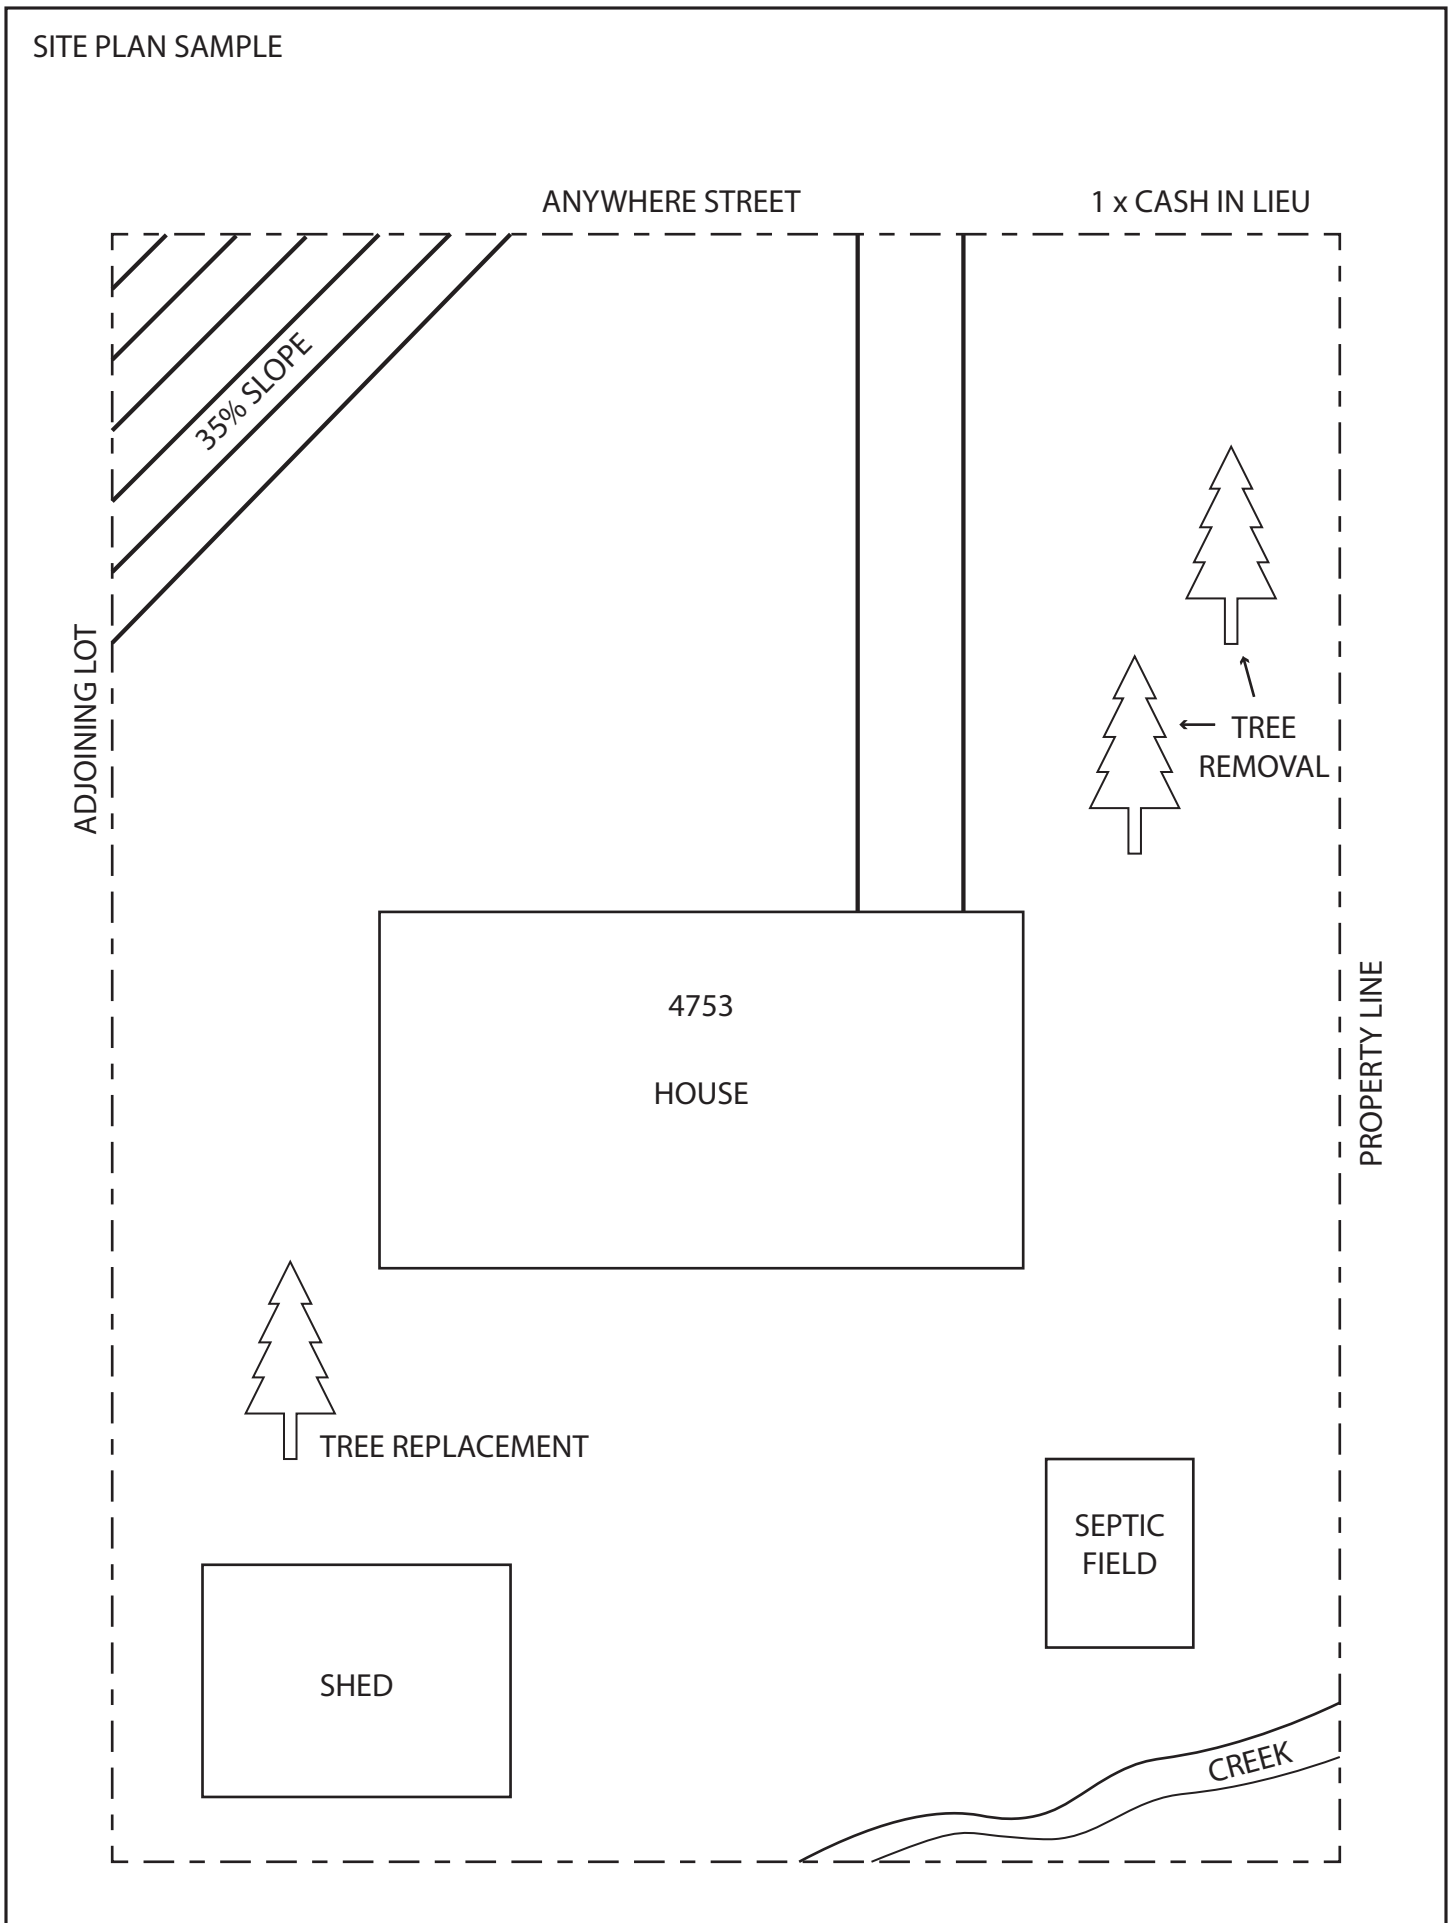 SITE PLAN SAMPLE
ANYWHERE STREET
1 x CASH IN LIEU
35% SLOPE
ADJOINING LOT
TREE
REMOVAL
4753
HOUSE
PROPERTY LINE
TREE REPLACEMENT
SEPTIC
FIELD
SHED
CREEK